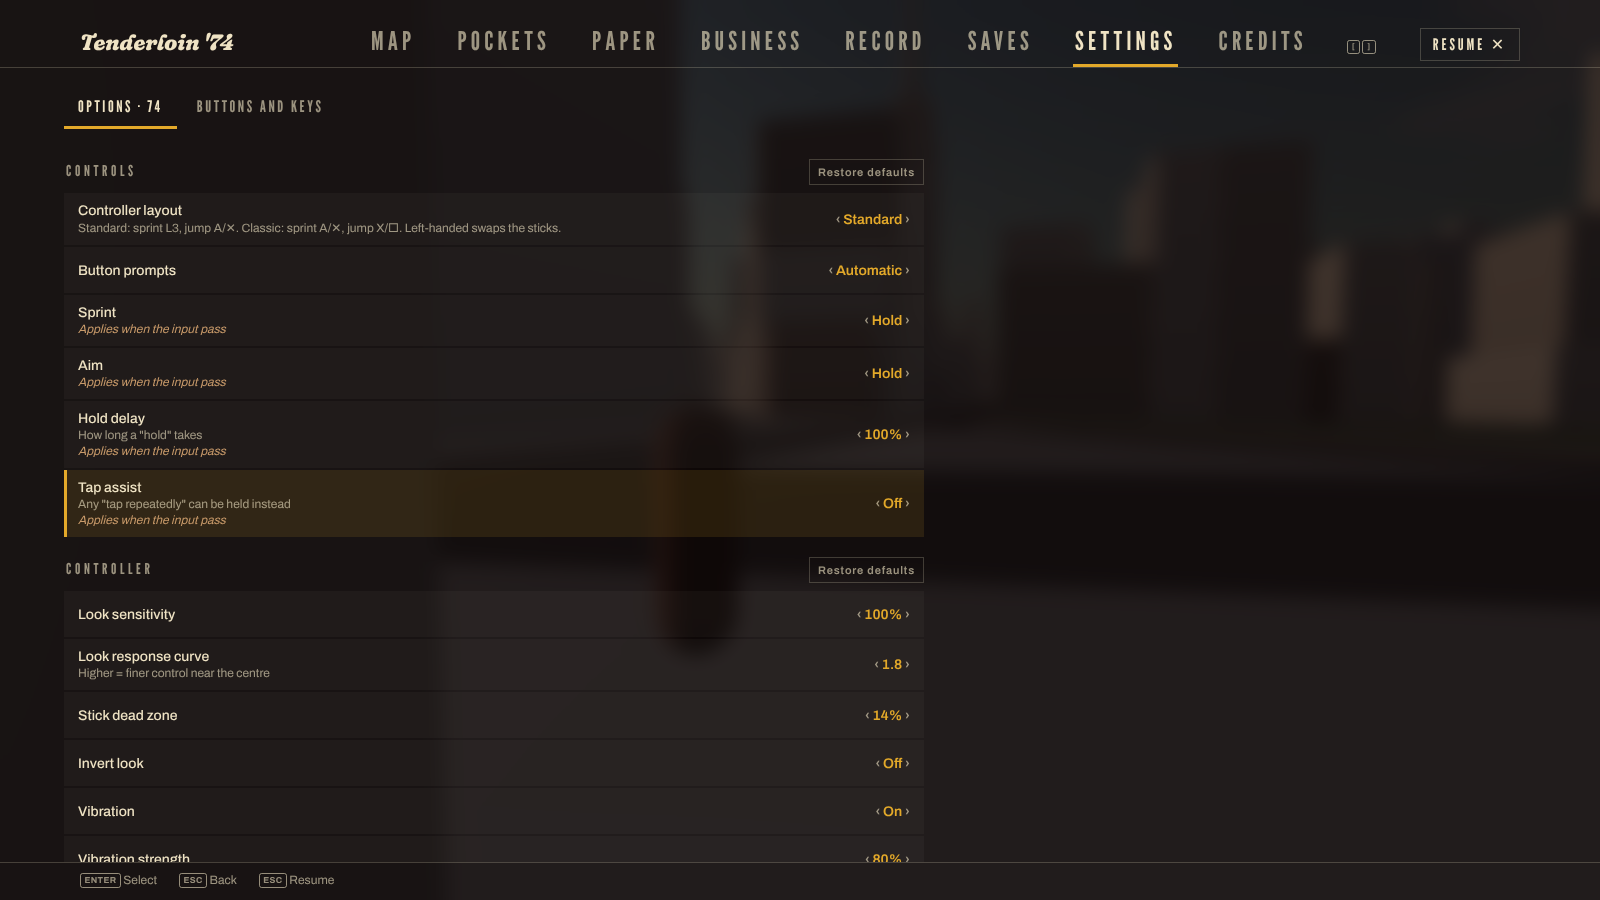 Tenderloin '74
MAP POCKETS PAPER BUSINESS RECORD SAVES SETTINGS CREDITS [ ] RESUME ✕
OPTIONS · 74 BUTTONS AND KEYS
CONTROLS Restore defaults
Controller layout
Standard: sprint L3, jump A/✕. Classic: sprint A/✕, jump X/☐. Left-handed swaps the sticks.
‹ Standard ›
Button prompts ‹ Automatic ›
Sprint
Applies when the input pass
‹ Hold ›
Aim
Applies when the input pass
‹ Hold ›
Hold delay
How long a "hold" takes
Applies when the input pass
‹ 100% ›
Tap assist
Any "tap repeatedly" can be held instead
Applies when the input pass
‹ Off ›
CONTROLLER Restore defaults
Look sensitivity ‹ 100% ›
Look response curve
Higher = finer control near the centre
‹ 1.8 ›
Stick dead zone ‹ 14% ›
Invert look ‹ Off ›
Vibration ‹ On ›
Vibration strength ‹ 80% ›
ENTER Select ESC Back ESC Resume